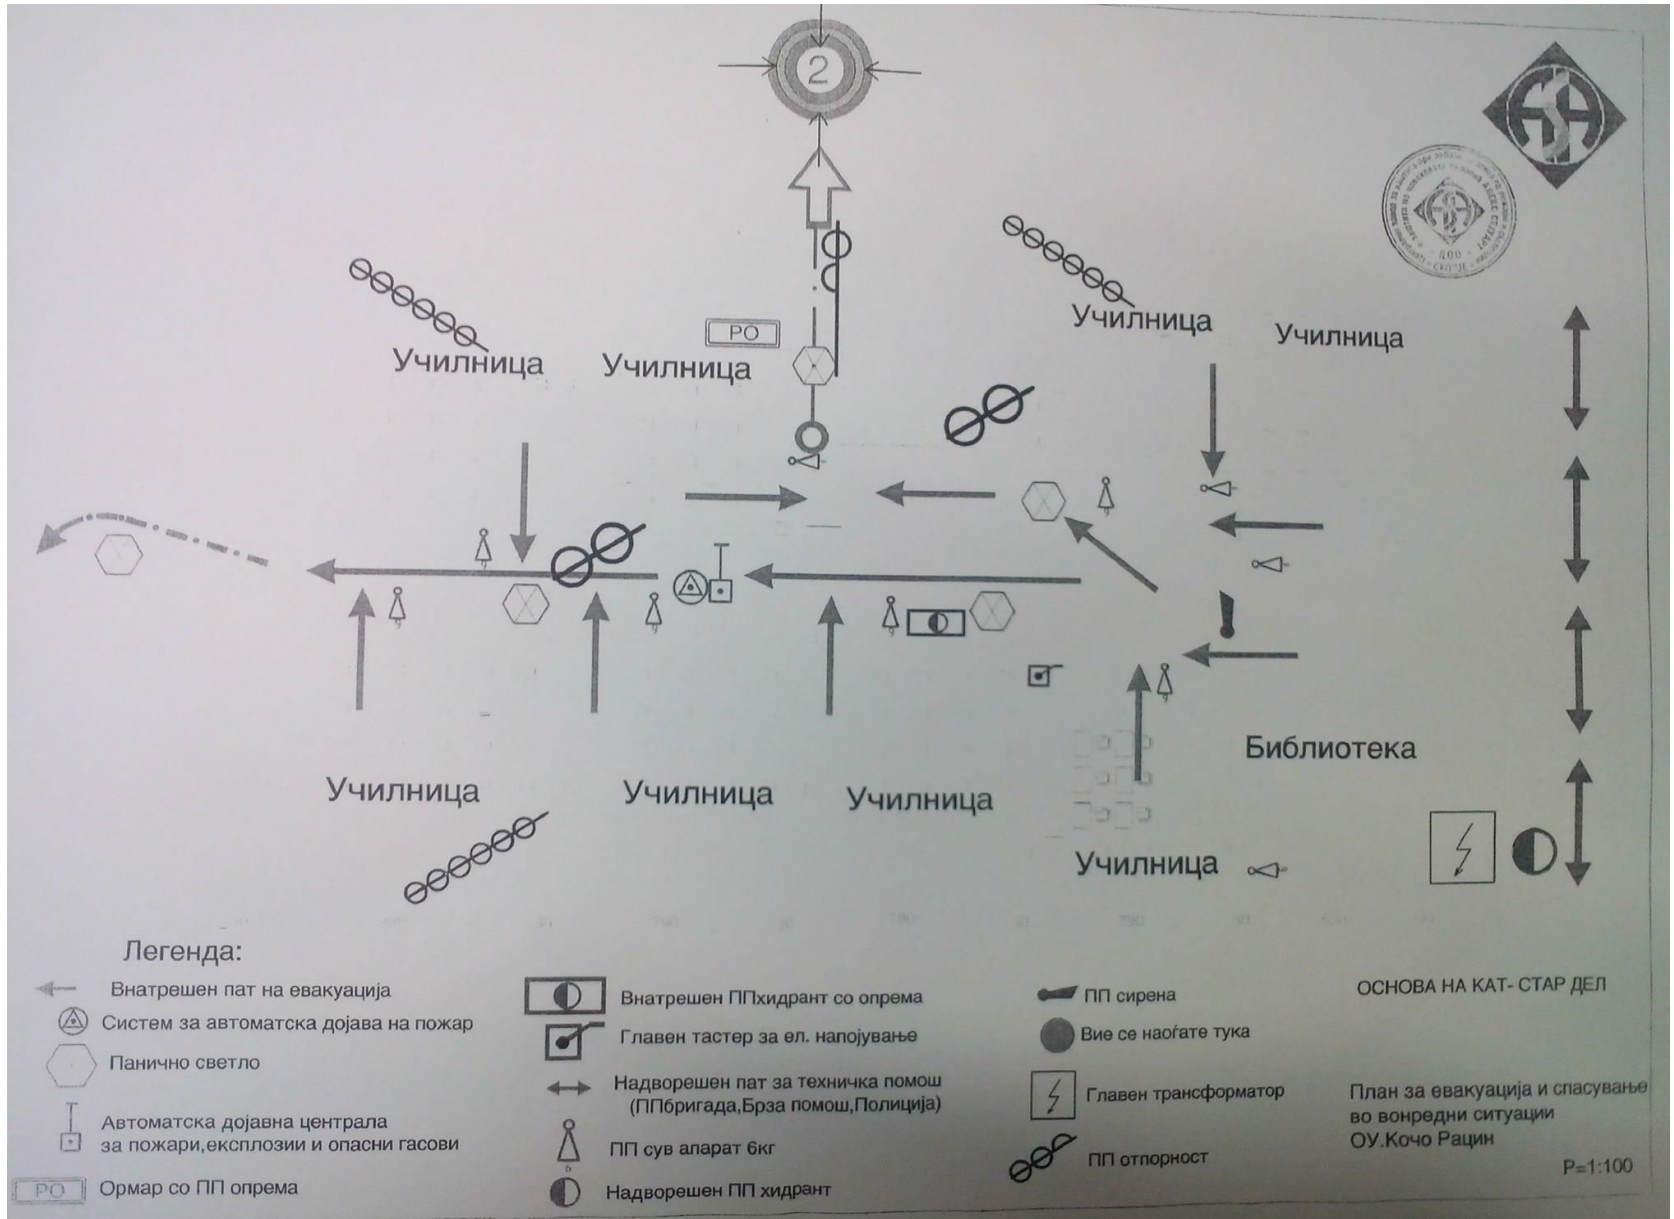 2
Училница
Училница
РО
Училница
Училница
Училница
Училница
Училница
Библиотека
Училница
Легенда:
Внатрешен пат на евакуација
Систем за автоматска дојава на пожар
Панично светло
Автоматска дојавна централа
за пожари,експлозии и опасни гасови
РО
Ормар со ПП опрема
Внатрешен ППхидрант со опрема
Главен тастер за ел. напојување
Надворешен пат за техничка помош
(ППбригада,Брза помош,Полиција)
ПП сув апарат 6кг
Надворешен ПП хидрант
ПП сирена
Вие се наоѓате тука
Главен трансформатор
ПП отпорност
ОСНОВА НА КАТ- СТАР ДЕЛ
План за евакуација и спасување
во вонредни ситуации
ОУ.Кочо Рацин
Р=1:100